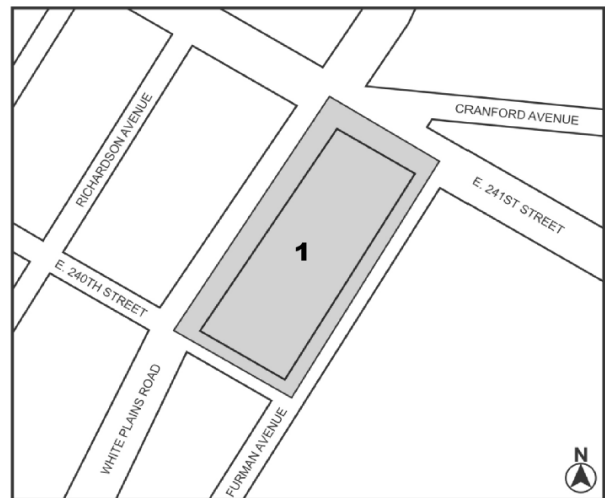 CRANFORD AVENUE
RICHARDSON AVENUE
E. 241ST STREET
1
E. 240TH STREET
WHITE PLAINS ROAD
FURMAN AVENUE
N